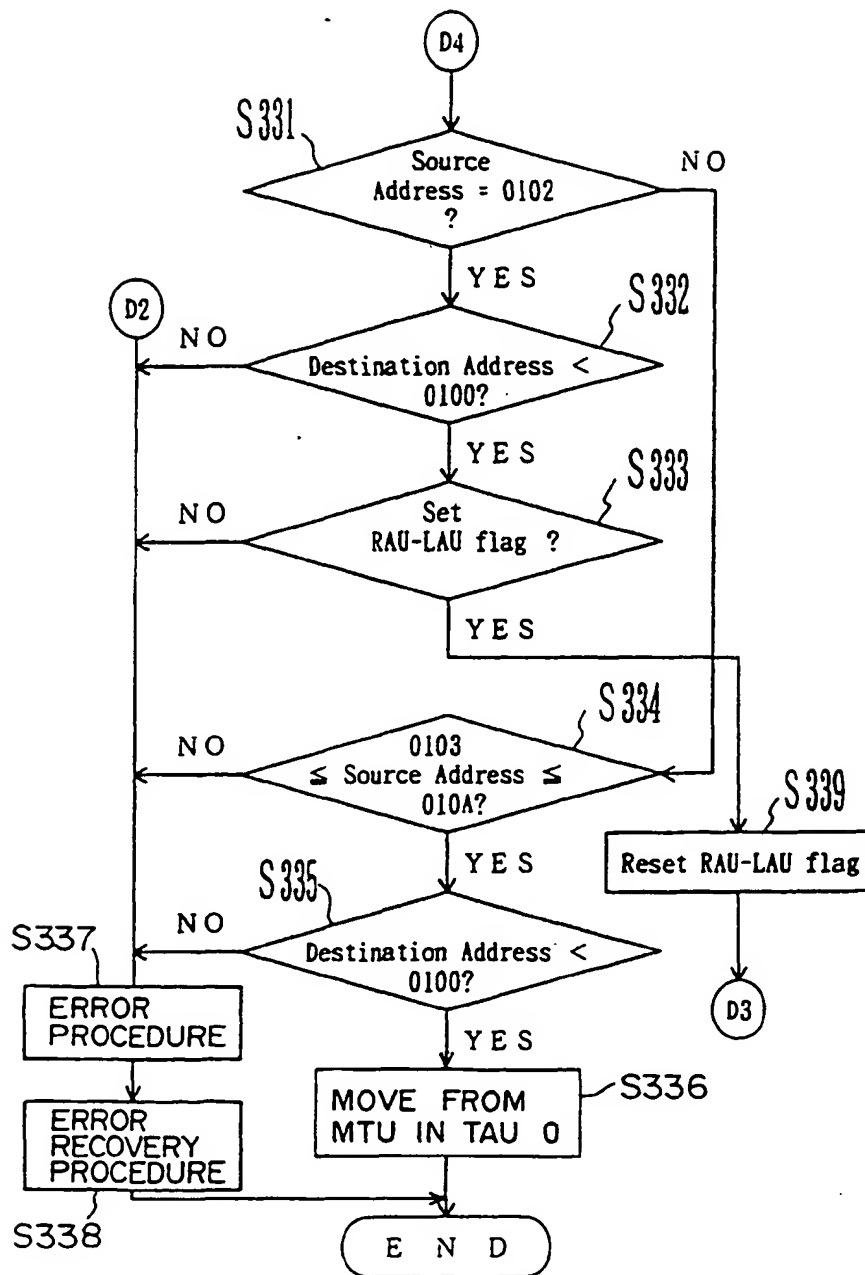 D4
S331
Source
Address = 0102
?
NO
YES
D2
S332
NO
Destination Address <
0100?
YES
S333
NO
Set
RAU-LAU flag ?
YES
S334
NO
0103
≦ Source Address ≦
010A?
S339
YES
Reset RAU-LAU flag
S335
NO
Destination Address <
0100?
S337
D3
ERROR
PROCEDURE
YES
S336
MOVE FROM
MTU IN TAU 0
ERROR
RECOVERY
PROCEDURE
S338
END